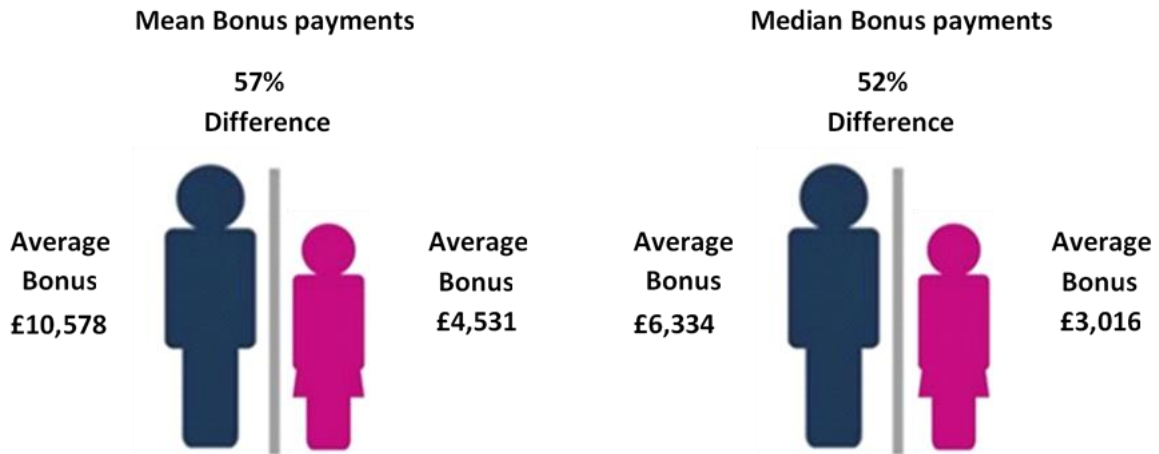 Mean Bonus payments
57%
Difference
Average
Bonus
£10,578
Average
Bonus
£4,531
Median Bonus payments
52%
Difference
Average
Bonus
£6,334
Average
Bonus
£3,016